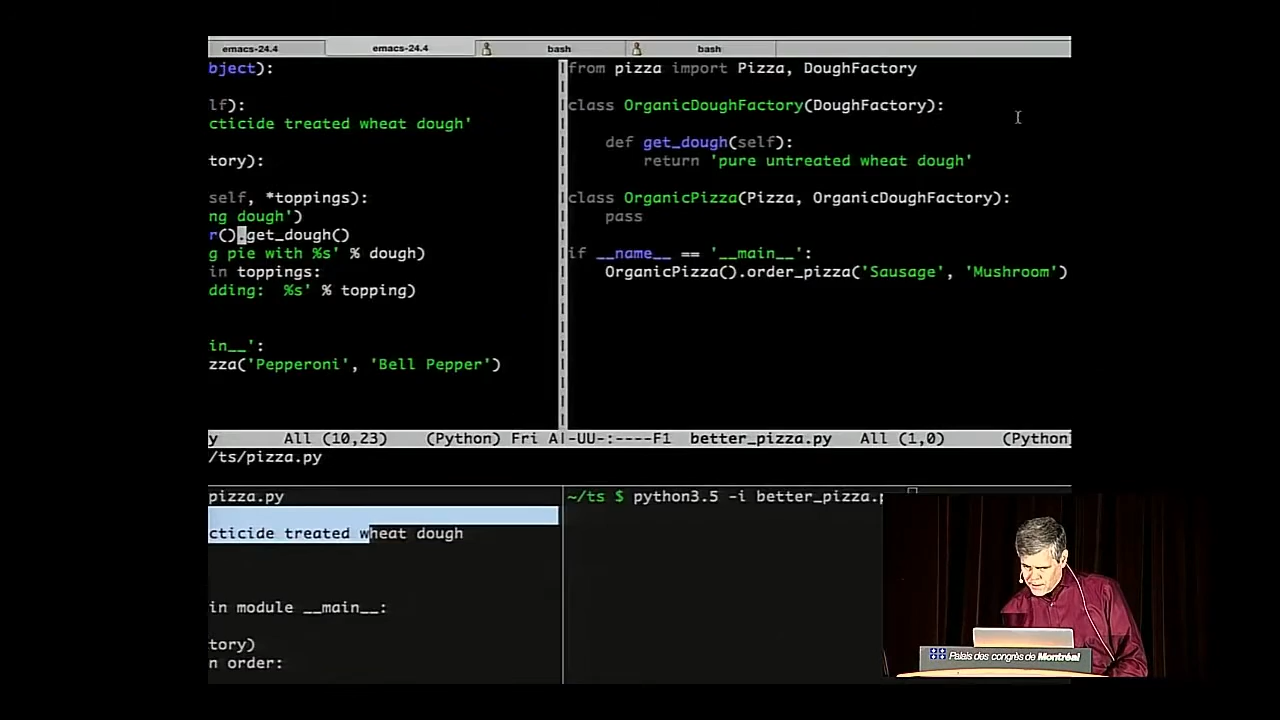 emacs-24.4 emacs-24.4 bash bash
bject):
lf):
cticide treated wheat dough'
tory):
self, *toppings):
ng dough')
r().get_dough()
g pie with %s' % dough)
in toppings:
dding:  %s' % topping)
in__':
zza('Pepperoni', 'Bell Pepper')
y All (10,23) (Python) Fri A
from pizza import Pizza, DoughFactory
class OrganicDoughFactory(DoughFactory):
def get_dough(self):
return 'pure untreated wheat dough'
class OrganicPizza(Pizza, OrganicDoughFactory):
pass
if __name__ == '__main__':
OrganicPizza().order_pizza('Sausage', 'Mushroom')
-UU-:----F1 better_pizza.py All (1,0) (Python
/ts/pizza.py
pizza.py
cticide treated wheat dough
in module __main__:
tory)
n order:
~/ts $ python3.5 -i better_pizza.p
Palais des congrès de Montréal